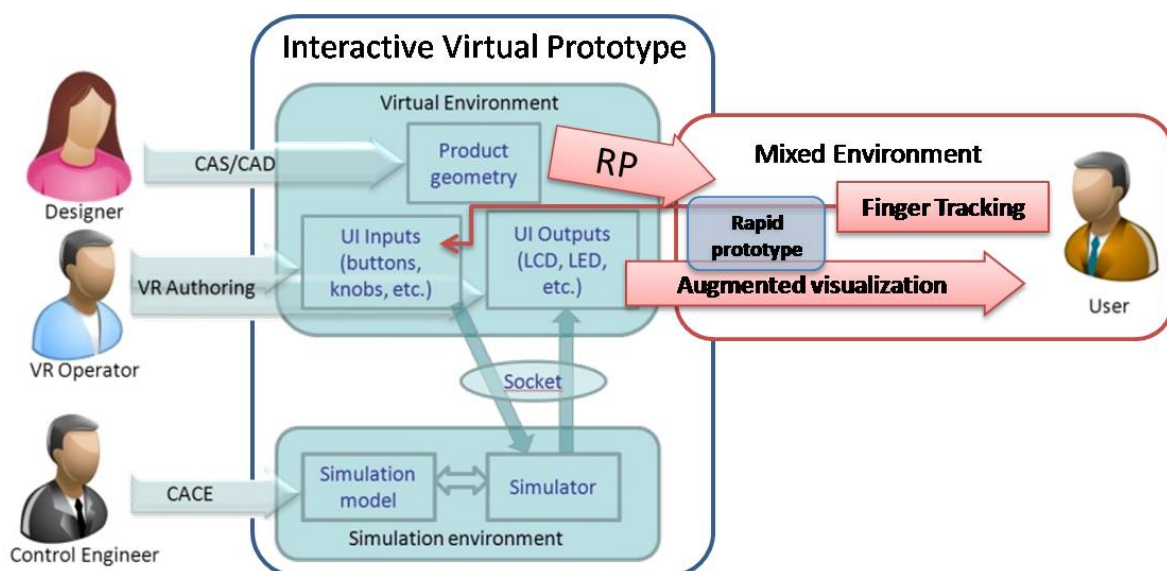 Interactive Virtual Prototype
Virtual Environment
Designer
CAS/CAD
Product
geometry
RP
Mixed Environment
Finger Tracking
Rapid
prototype
Augmented visualization
User
VR Operator
VR Authoring
UI Inputs
(buttons,
knobs, etc.)
UI Outputs
(LCD, LED,
etc.)
Socket
Control Engineer
CACE
Simulation
model
Simulator
Simulation environment